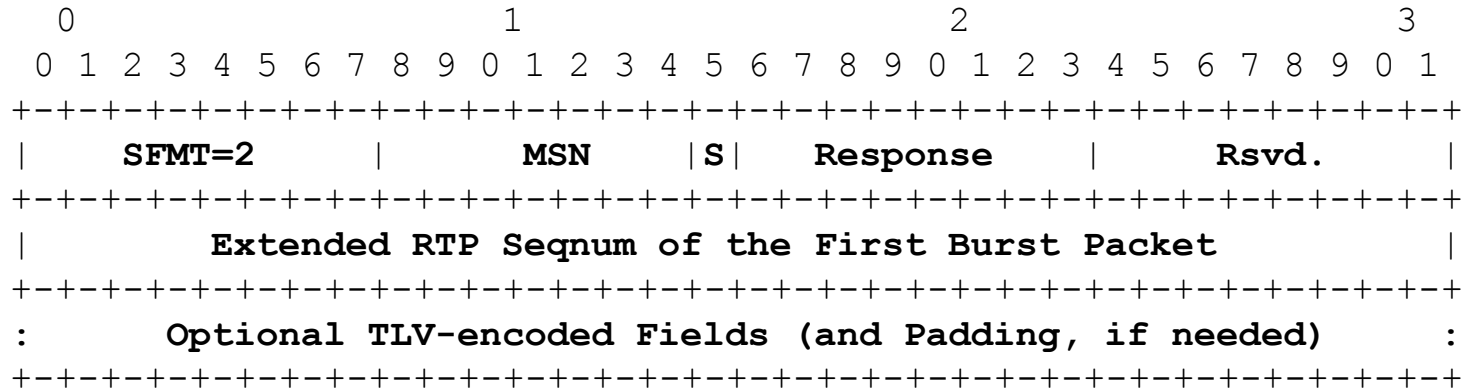 0                   1                   2                   3
 0 1 2 3 4 5 6 7 8 9 0 1 2 3 4 5 6 7 8 9 0 1 2 3 4 5 6 7 8 9 0 1
+-+-+-+-+-+-+-+-+-+-+-+-+-+-+-+-+-+-+-+-+-+-+-+-+-+-+-+-+-+-+-+-+
|    SFMT=2     |      MSN    |S|   Response    |     Rsvd.     |
+-+-+-+-+-+-+-+-+-+-+-+-+-+-+-+-+-+-+-+-+-+-+-+-+-+-+-+-+-+-+-+-+
|        Extended RTP Seqnum of the First Burst Packet          |
+-+-+-+-+-+-+-+-+-+-+-+-+-+-+-+-+-+-+-+-+-+-+-+-+-+-+-+-+-+-+-+-+
:      Optional TLV-encoded Fields (and Padding, if needed)     :
+-+-+-+-+-+-+-+-+-+-+-+-+-+-+-+-+-+-+-+-+-+-+-+-+-+-+-+-+-+-+-+-+